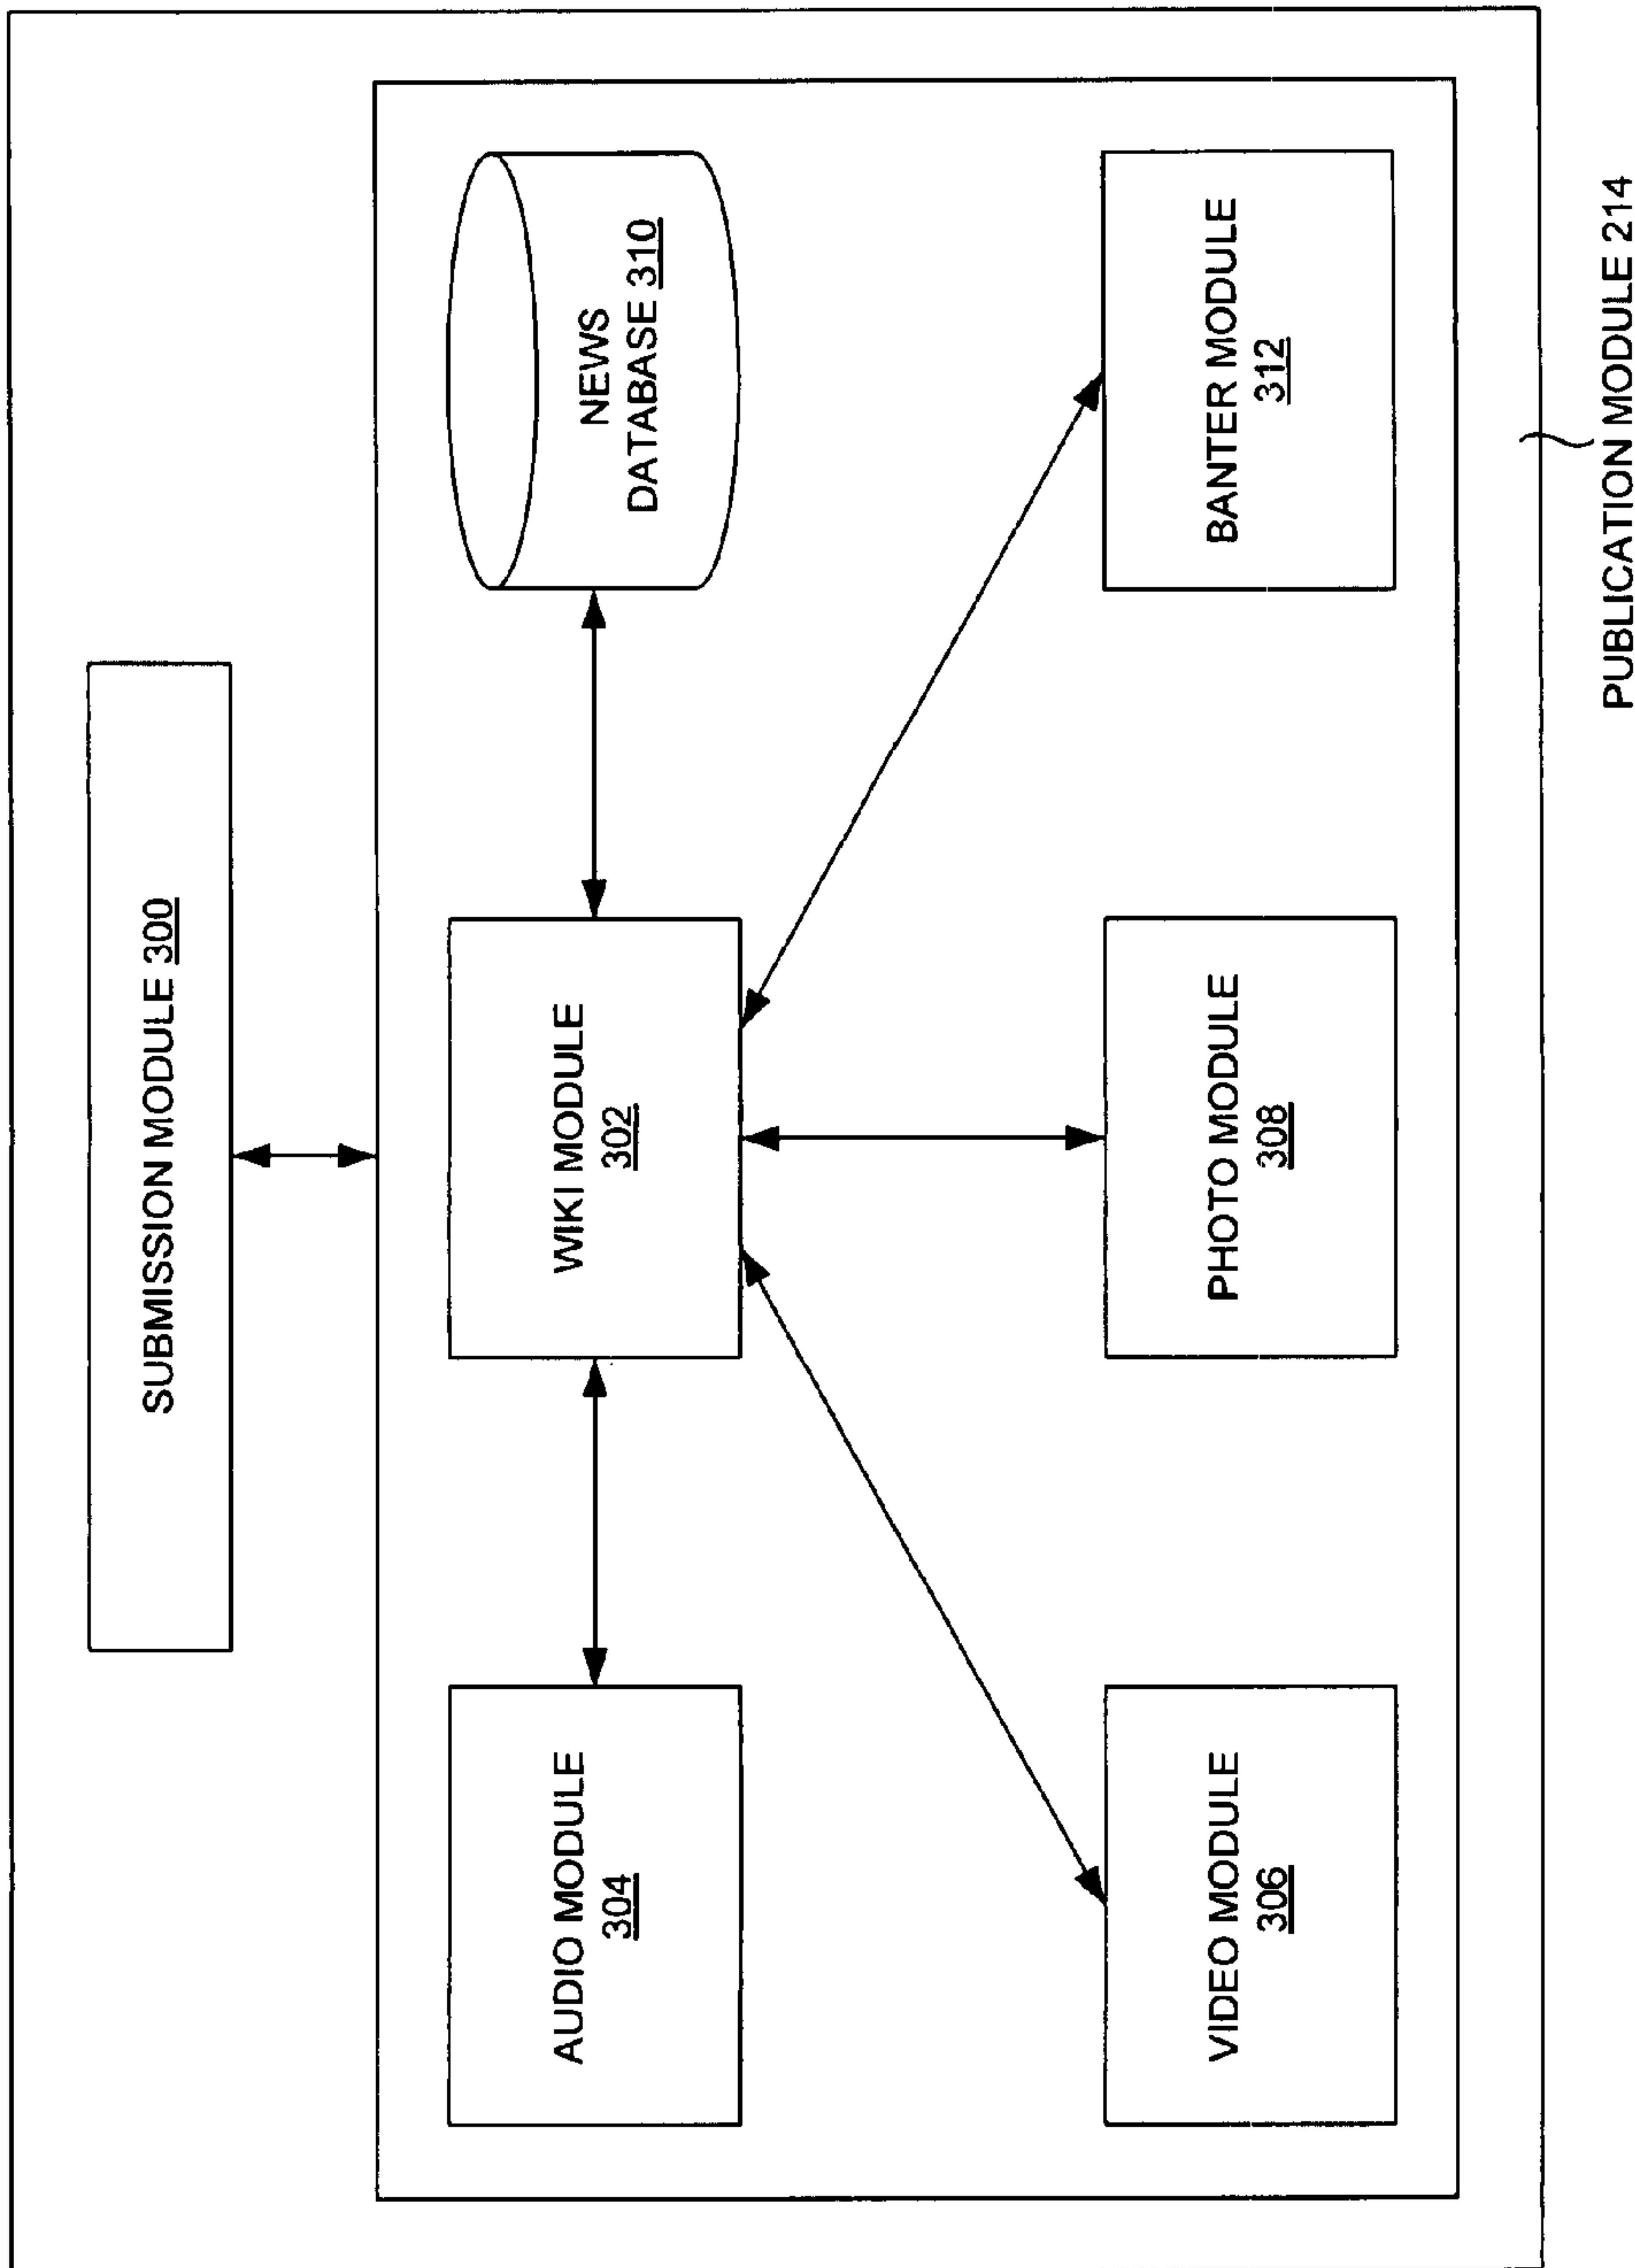 SUBMISSION MODULE 300
AUDIO MODULE
304
WIKI MODULE
302
NEWS
DATABASE 310
VIDEO MODULE
306
PHOTO MODULE
308
BANTER MODULE
312
PUBLICATION MODULE 214